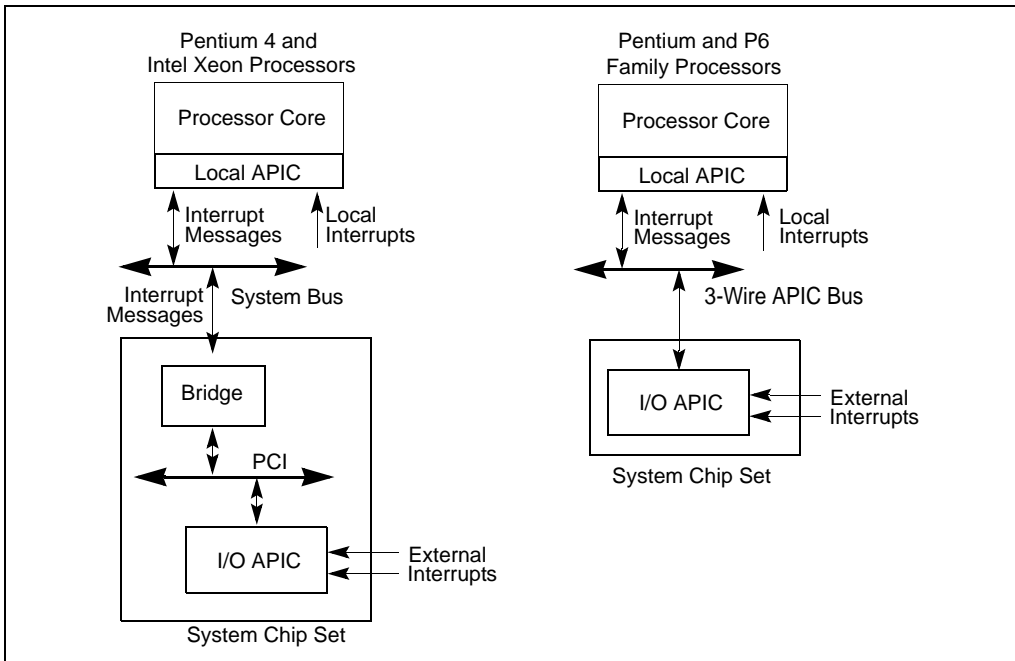 Pentium 4 and
Intel Xeon Processors
Processor Core
Local APIC
Interrupt
Messages
Local
Interrupts
Interrupt
Messages
System Bus
Bridge
PCI
I/O APIC
External
Interrupts
System Chip Set
Pentium and P6
Family Processors
Processor Core
Local APIC
Interrupt
Messages
Local
Interrupts
3-Wire APIC Bus
I/O APIC
External
Interrupts
System Chip Set